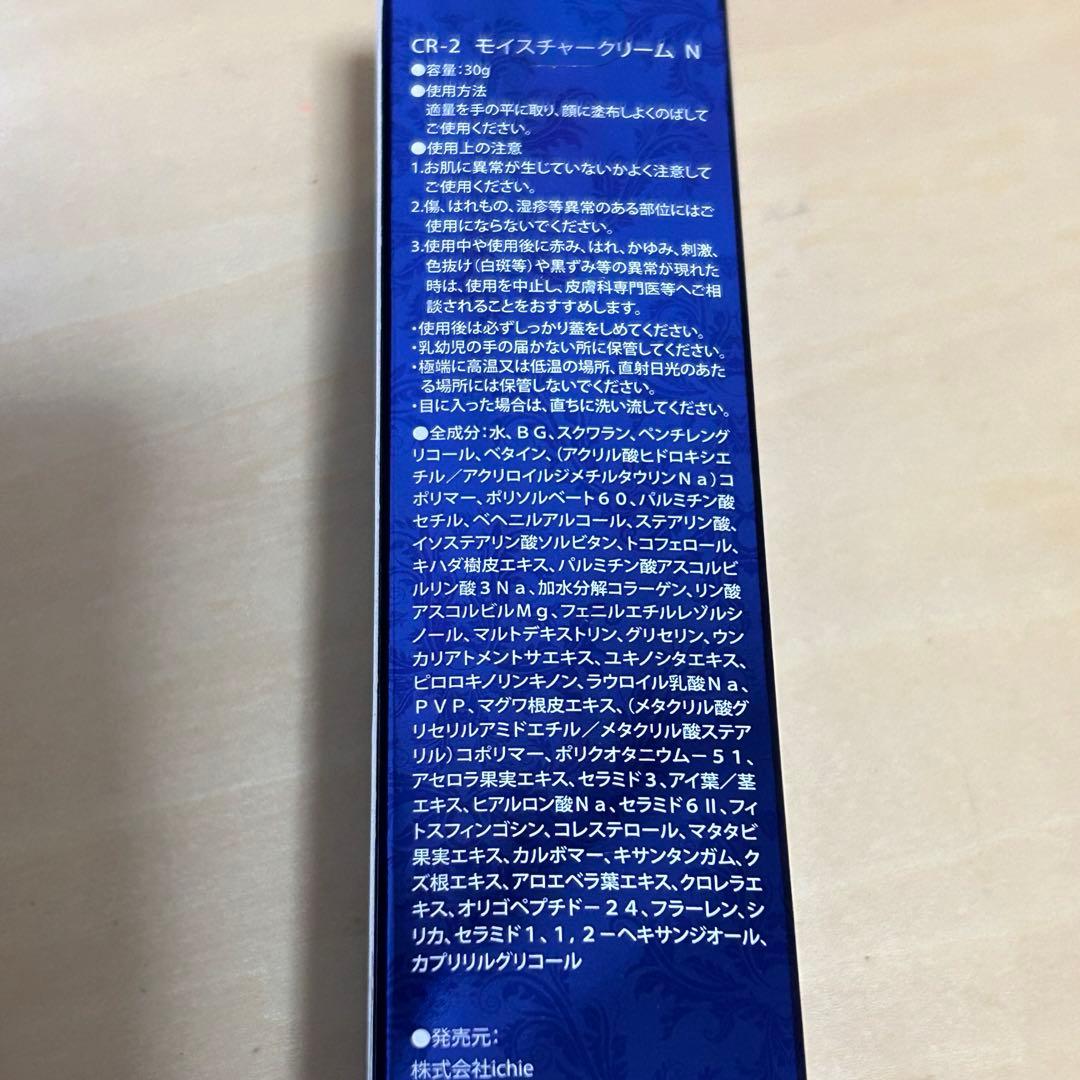 CR-2 モイスチャークリーム N
●容量:30g
●使用方法
適量を手の平に取り、顔に塗布しよくのばして
ご使用ください。
●使用上の注意
1.お肌に異常が生じていないかよく注意して
ご使用ください。
2.傷、はれもの、湿疹等異常のある部位にはご
使用にならないでください。
3.使用中や使用後に赤み、はれ、かゆみ、刺激、
色抜け(白斑等)や黒ずみ等の異常が現れた
時は、使用を中止し、皮膚科専門医等へご相
談されることをおすすめします。
・使用後は必ずしっかり蓋をしめてください。
・乳幼児の手の届かない所に保管してください。
・極端に高温又は低温の場所、直射日光のあた
る場所には保管しないでください。
・目に入った場合は、直ちに洗い流してください。
●全成分:水、BG、スクワラン、ペンチレング
リコール、ベタイン、(アクリル酸ヒドロキシエ
チル/アクリロイルジメチルタウリンNa)コ
ポリマー、ポリソルベート60、パルミチン酸
セチル、ベヘニルアルコール、ステアリン酸、
イソステアリン酸ソルビタン、トコフェロール、
キハダ樹皮エキス、パルミチン酸アスコルビ
ルリン酸3Na、加水分解コラーゲン、リン酸
アスコルビルMg、フェニルエチルレゾルシ
ノール、マルトデキストリン、グリセリン、ウン
カリアトメントサエキス、ユキノシタエキス、
ピロロキノリンキノン、ラウロイル乳酸Na、
PVP、マグワ根皮エキス、(メタクリル酸グ
リセリルアミドエチル/メタクリル酸ステア
リル)コポリマー、ポリクオタニウム-51、
アセロラ果実エキス、セラミド3、アイ葉/茎
エキス、ヒアルロン酸Na、セラミド6Ⅱ、フィ
トスフィンゴシン、コレステロール、マタタビ
果実エキス、カルボマー、キサンタンガム、ク
ズ根エキス、アロエベラ葉エキス、クロレラエ
キス、オリゴペプチド-24、フラーレン、シ
リカ、セラミド1、1,2-ヘキサンジオール、
カプリリルグリコール
●発売元:
株式会社ichie